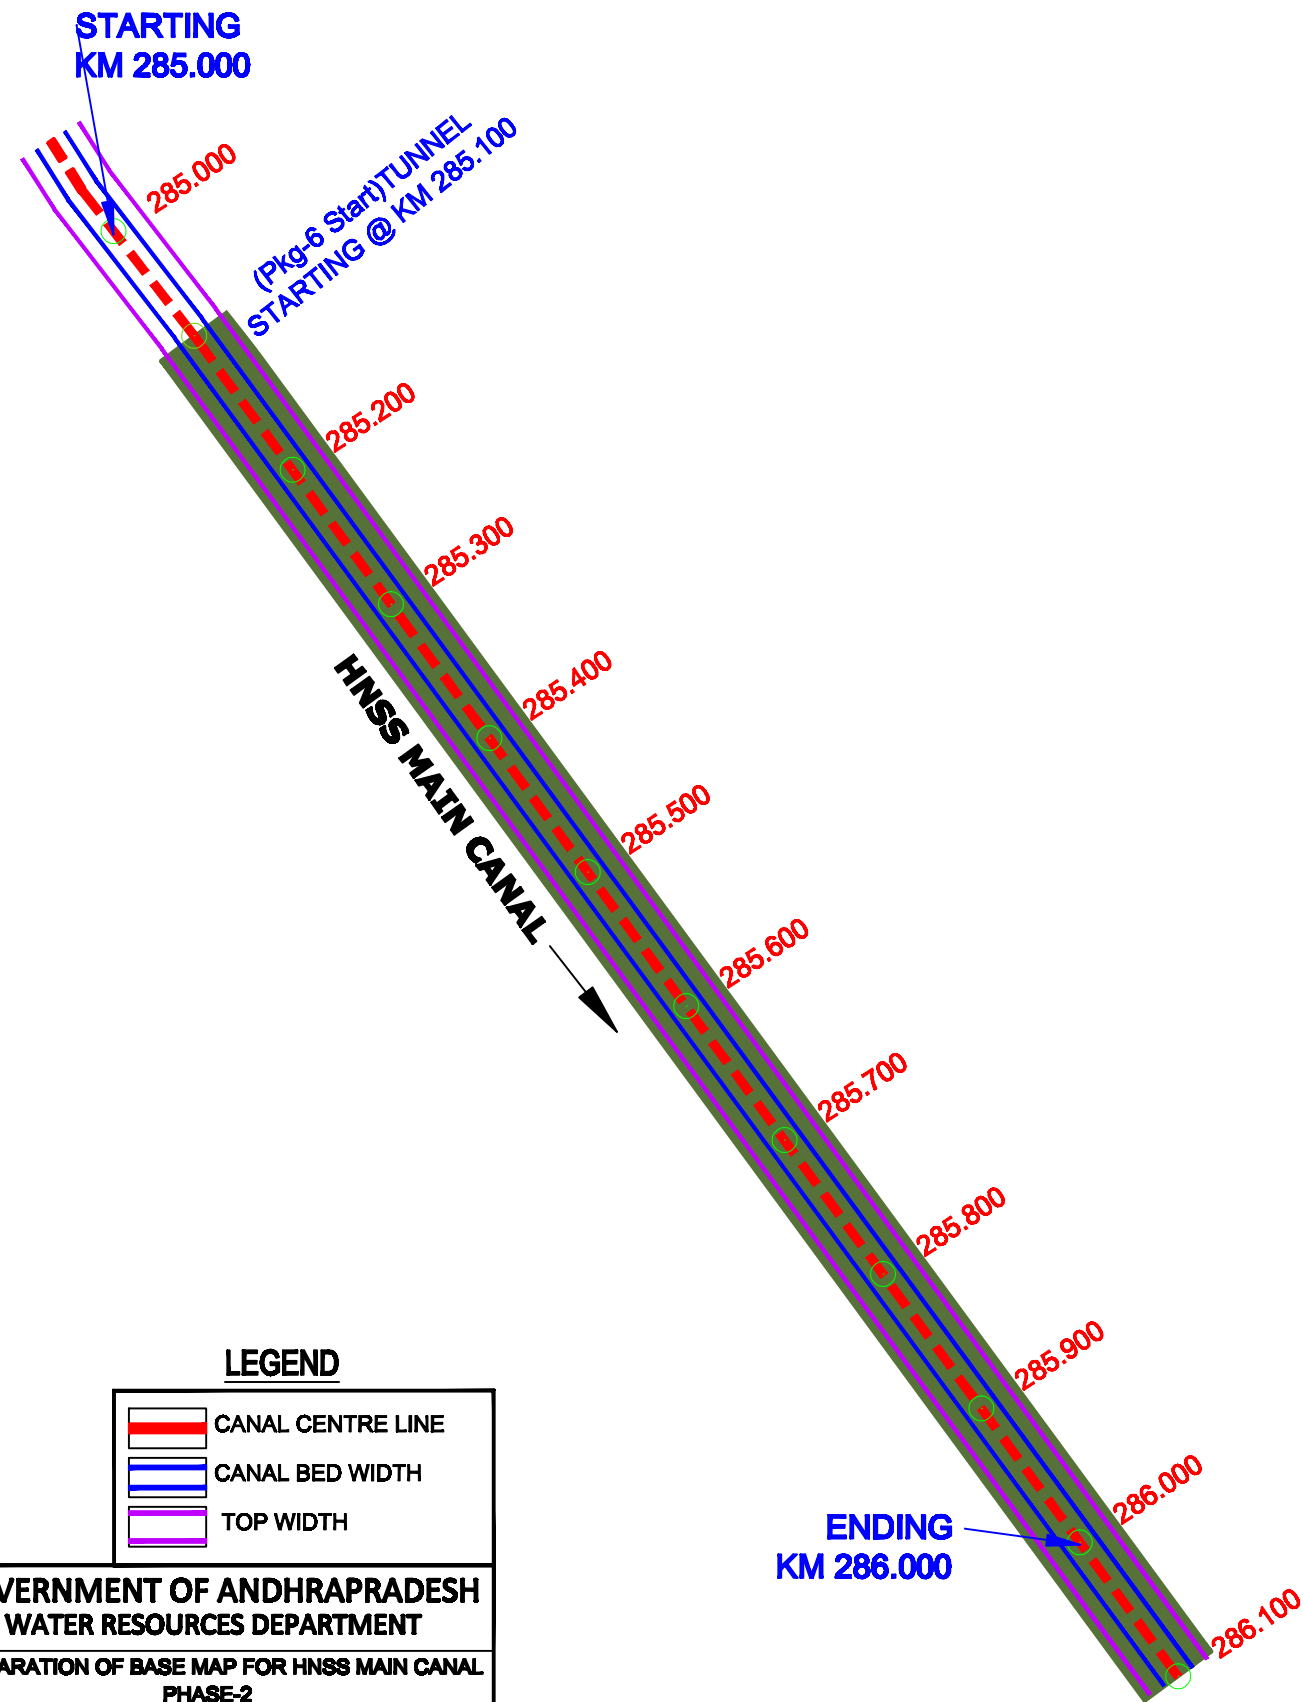 STARTING
KM 285.000
285.000
(Pkg-6 Start)TUNNEL
STARTING @ KM 285.100
285.200
285.300
285.400
HNSS MAIN CANAL
285.500
285.600
285.700
285.800
285.900
286.000
ENDING
KM 286.000
286.100
LEGEND
CANAL CENTRE LINE
CANAL BED WIDTH
TOP WIDTH
VERNMENT OF ANDHRAPRADESH
WATER RESOURCES DEPARTMENT
ARATION OF BASE MAP FOR HNSS MAIN CANAL
PHASE-2